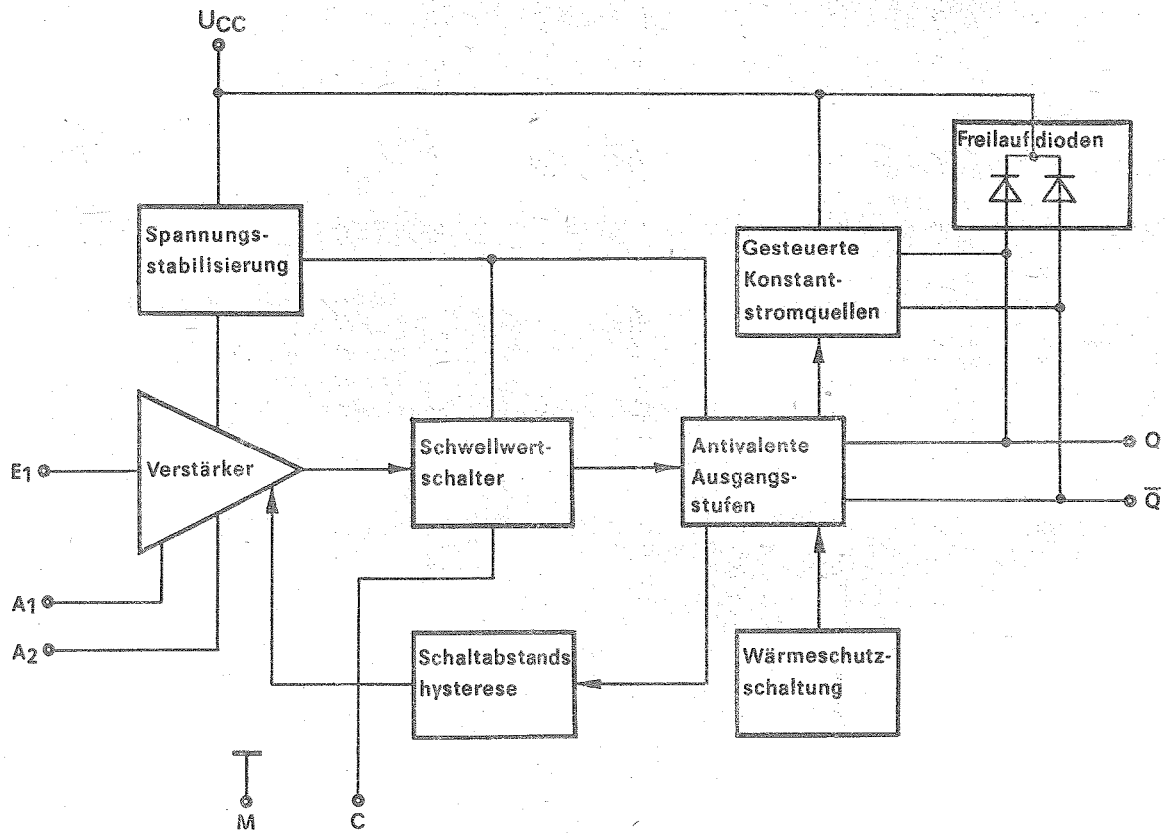 UCC
Freilaufdioden
Spannungs-
stabilisierung
Gesteuerte
Konstant-
stromquellen
E1
Verstärker
Schwellwert-
schalter
Antivalente
Ausgangs-
stufen
Q
Q̅
A1
A2
Schaltabstands
hysterese
Wärmeschutz-
schaltung
M
C